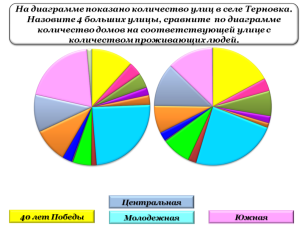 На диаграмме показано количество улиц в селе Терновка.
Назовите 4 больших улицы, сравните по диаграмме
количество домов на соответствующей улице с
количеством проживающих людей.
Центральная
40 лет Победы
Молодежная
Южная